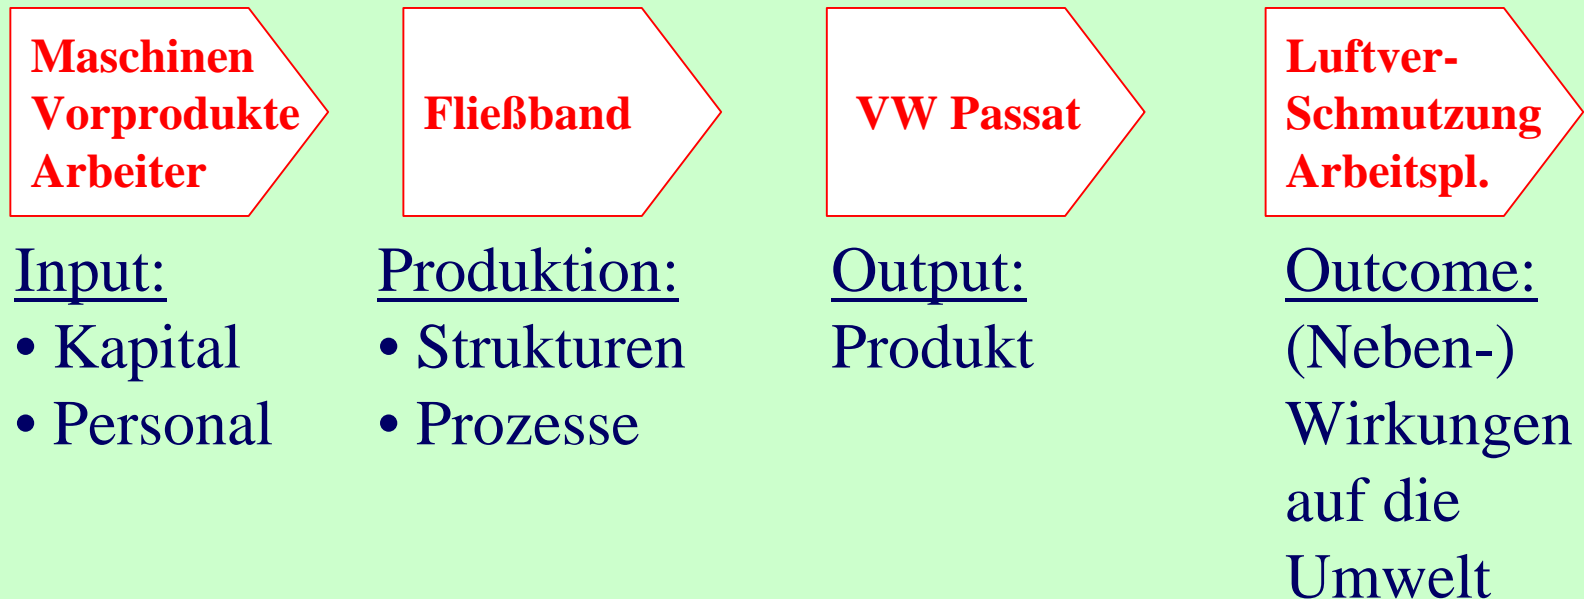 Maschinen
Vorprodukte
Arbeiter
Fließband
VW Passat
Luftver-
Schmutzung
Arbeitspl.
Input:
• Kapital
• Personal
Produktion:
• Strukturen
• Prozesse
Output:
Produkt
Outcome:
(Neben-)
Wirkungen
auf die
Umwelt